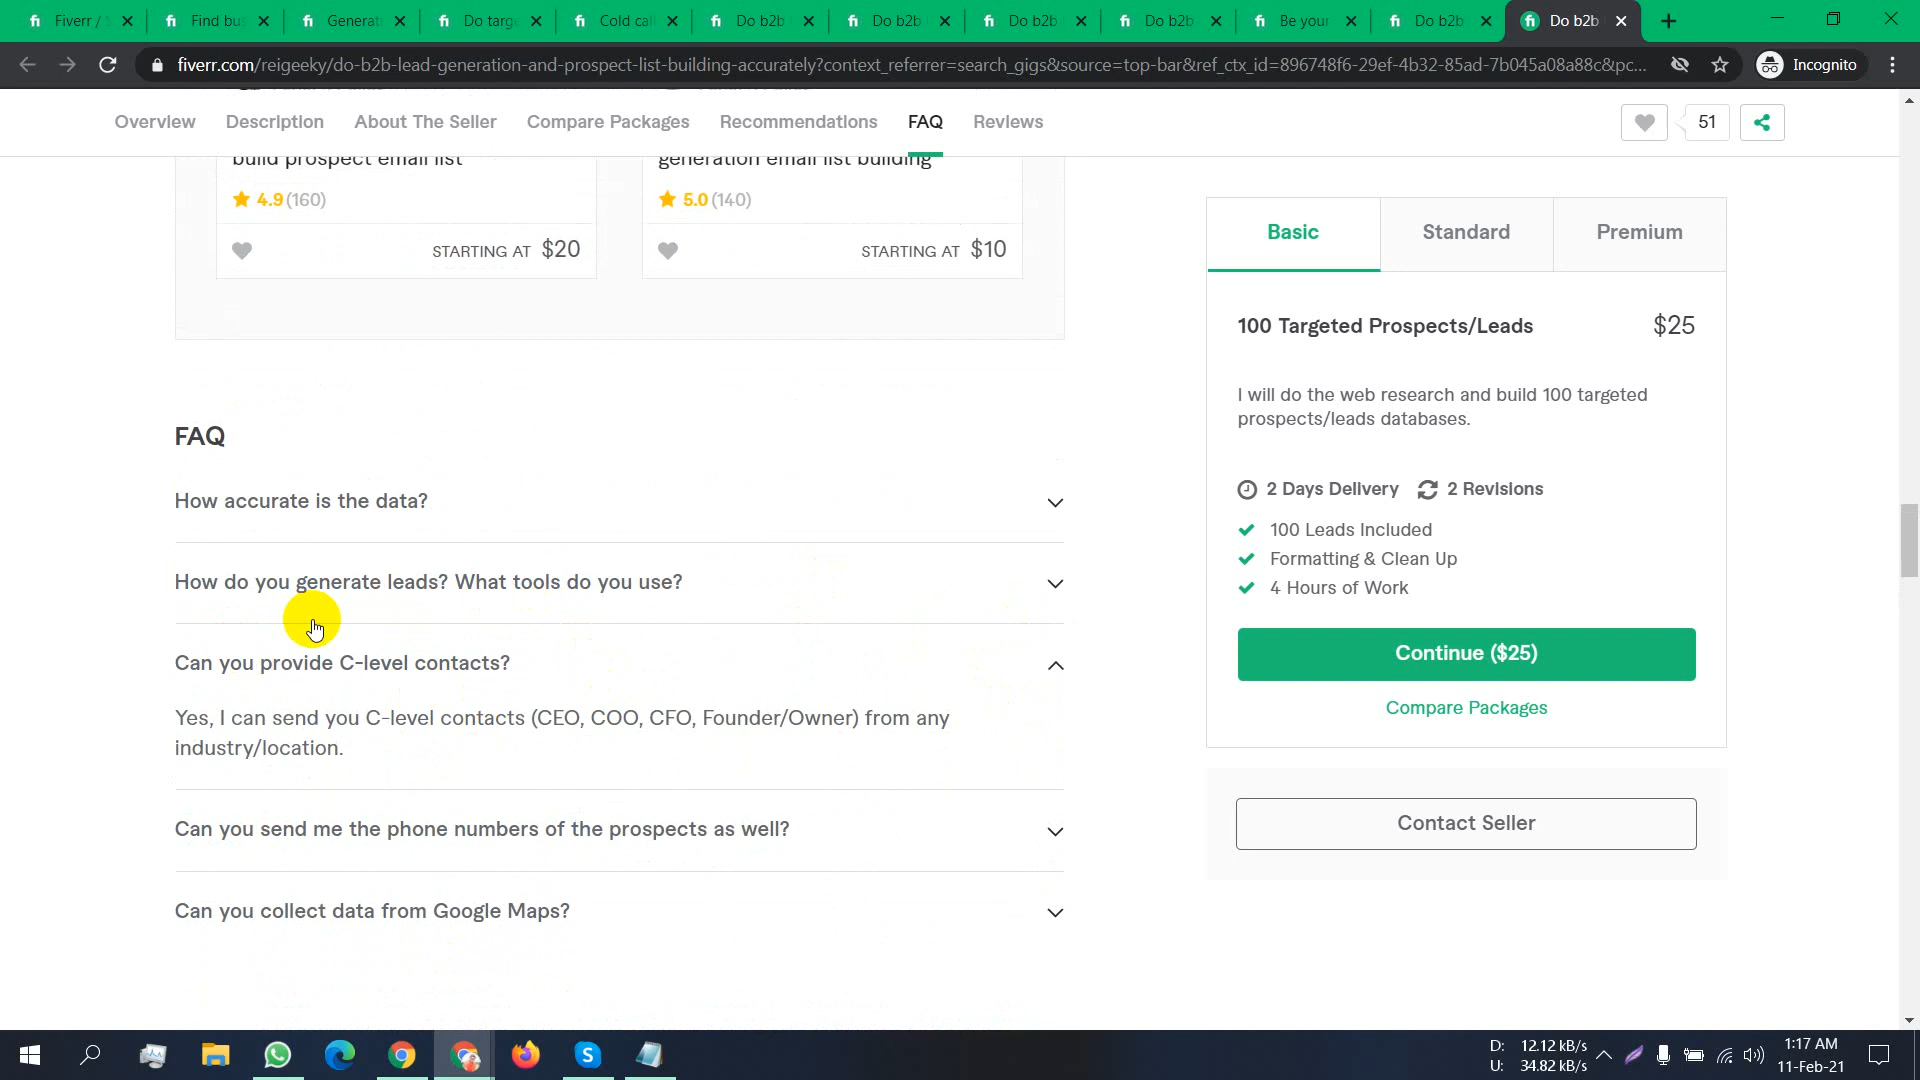 Fiverr /
Find bus
Generat
Do targe
Cold cal
Do b2b
Do b2b
Do b2b
Do b2b
Be your
Do b2b
Do b2b
fiverr.com/reigeeky/do-b2b-lead-generation-and-prospect-list-building-accurately?context_referrer=search_gigs&source=top-bar&ref_ctx_id=896748f6-29ef-4b32-85ad-7b045a08a88c&pc...
Incognito
Overview
Description
About The Seller
Compare Packages
Recommendations
FAQ
Reviews
51
build prospect email list
generation email list building
4.9 (160)
5.0 (140)
STARTING AT $20
STARTING AT $10
FAQ
How accurate is the data?
How do you generate leads? What tools do you use?
Can you provide C-level contacts?
Yes, I can send you C-level contacts (CEO, COO, CFO, Founder/Owner) from any
industry/location.
Can you send me the phone numbers of the prospects as well?
Can you collect data from Google Maps?
Basic
Standard
Premium
100 Targeted Prospects/Leads
$25
I will do the web research and build 100 targeted
prospects/leads databases.
2 Days Delivery
2 Revisions
100 Leads Included
Formatting & Clean Up
4 Hours of Work
Continue ($25)
Compare Packages
Contact Seller
D: 12.12 kB/s
U: 34.82 kB/s
1:17 AM
11-Feb-21